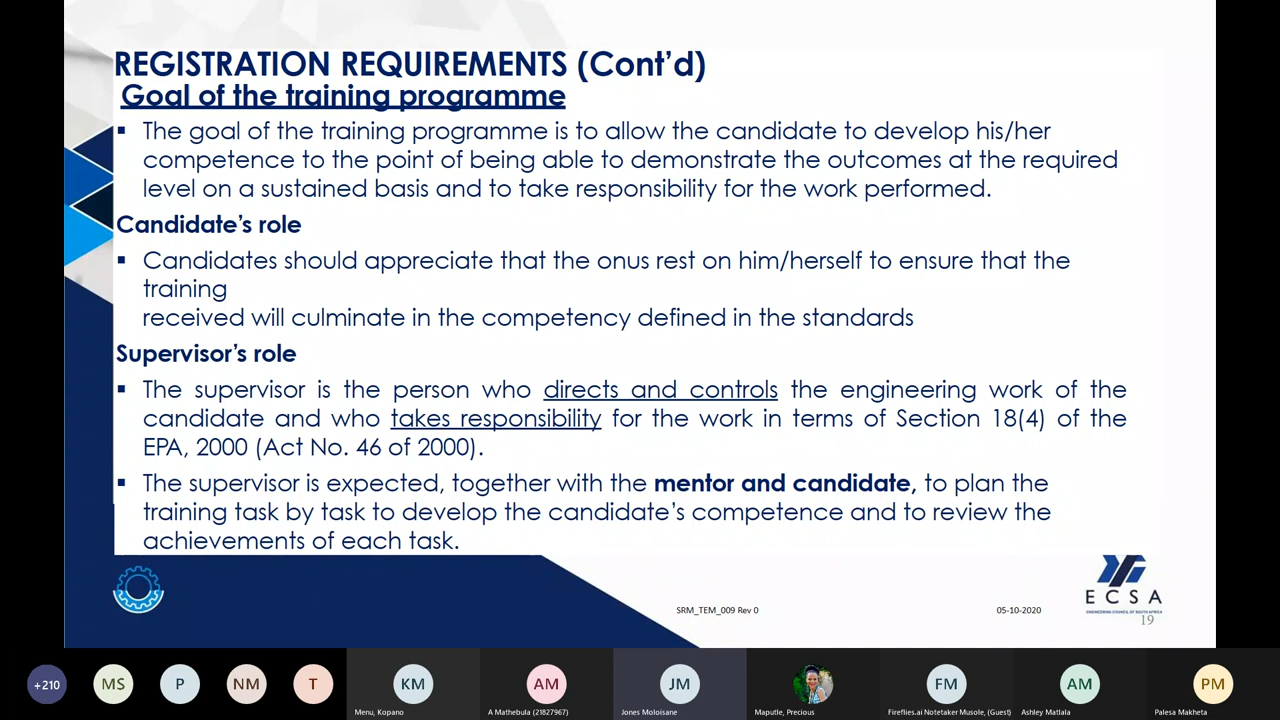 REGISTRATION REQUIREMENTS (Cont'd)
Goal of the training programme
▪ The goal of the training programme is to allow the candidate to develop his/her
competence to the point of being able to demonstrate the outcomes at the required
level on a sustained basis and to take responsibility for the work performed.
Candidate's role
▪ Candidates should appreciate that the onus rest on him/herself to ensure that the
training
received will culminate in the competency defined in the standards
Supervisor's role
▪ The supervisor is the person who directs and controls the engineering work of the
candidate and who takes responsibility for the work in terms of Section 18(4) of the
EPA, 2000 (Act No. 46 of 2000).
▪ The supervisor is expected, together with the mentor and candidate, to plan the
training task by task to develop the candidate's competence and to review the
achievements of each task.
ECSA
ENGINEERING COUNCIL OF SOUTH AFRICA
SRM_TEM_009 Rev 0
05-10-2020
19
+210
MS
P
NM
T
KM
AM
JM
FM
AM
PM
Menu, Kopano
A Mathebula (21827967)
Jones Moloisane
Maputle, Precious
Fireflies.ai Notetaker Musole, (Guest)
Ashley Matlala
Palesa Makheta